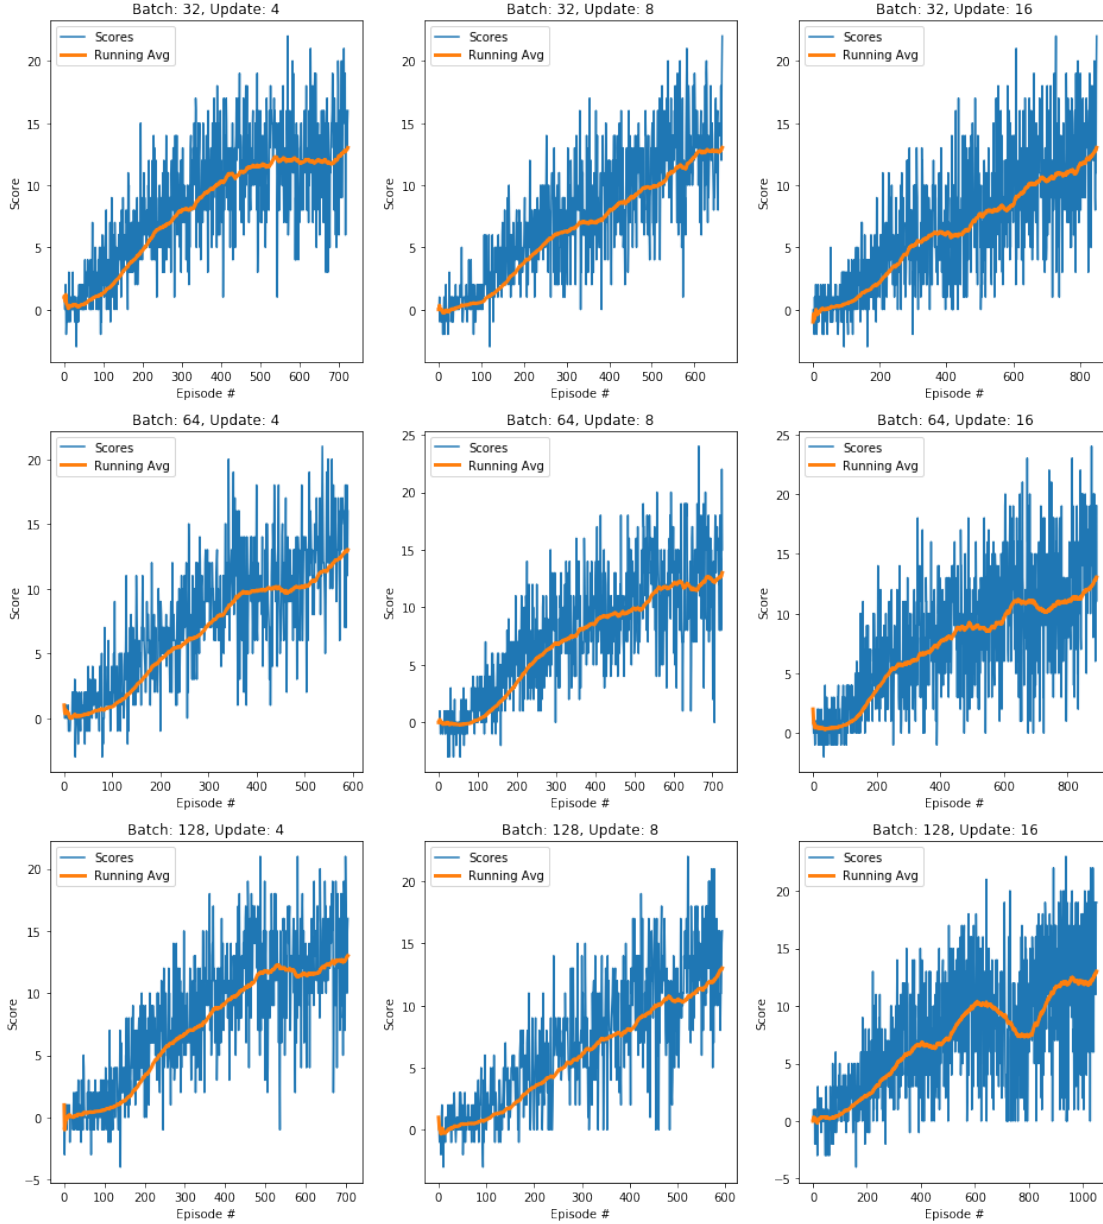 Batch: 32, Update: 4
Scores
Running Avg
20
15
10
5
0
Score
0 100 200 300 400 500 600 700
Episode #
Batch: 32, Update: 8
Scores
Running Avg
20
15
10
5
0
Score
0 100 200 300 400 500 600
Episode #
Batch: 32, Update: 16
Scores
Running Avg
20
15
10
5
0
Score
0 200 400 600 800
Episode #
Batch: 64, Update: 4
Scores
Running Avg
20
15
10
5
0
Score
0 100 200 300 400 500 600
Episode #
Batch: 64, Update: 8
Scores
Running Avg
25
20
15
10
5
0
Score
0 100 200 300 400 500 600 700
Episode #
Batch: 64, Update: 16
Scores
Running Avg
25
20
15
10
5
0
Score
0 200 400 600 800
Episode #
Batch: 128, Update: 4
Scores
Running Avg
20
15
10
5
0
−5
Score
0 100 200 300 400 500 600 700
Episode #
Batch: 128, Update: 8
Scores
Running Avg
20
15
10
5
0
Score
0 100 200 300 400 500 600
Episode #
Batch: 128, Update: 16
Scores
Running Avg
20
15
10
5
0
−5
Score
0 200 400 600 800 1000
Episode #